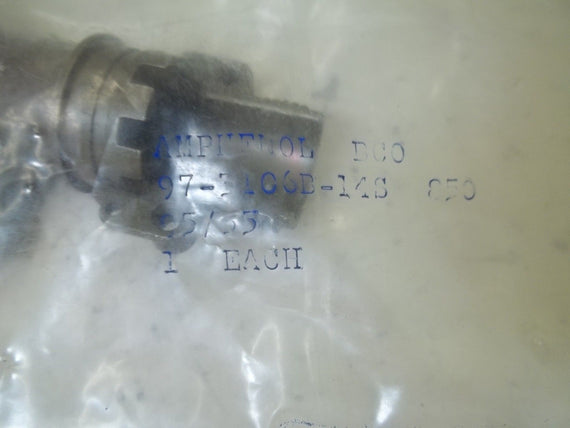 AMPHENOL BCO
97-3106B-14S 850
1 EACH